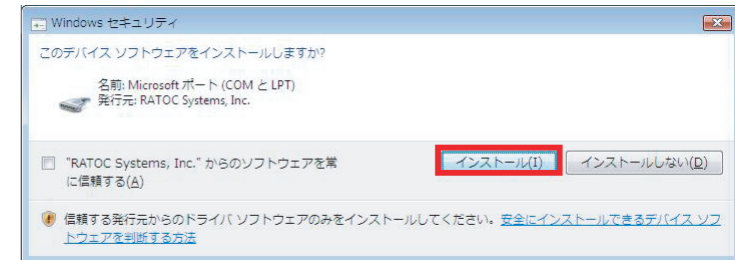 Windows セキュリティ
このデバイス ソフトウェアをインストールしますか?
名前: Microsoft ポート (COM と LPT)
発行元: RATOC Systems, Inc.
"RATOC Systems, Inc." からのソフトウェアを常
に信頼する(A)
インストール(I)
インストールしない(D)
信頼する発行元からのドライバ ソフトウェアのみをインストールしてください。安全にインストールできるデバイス ソフ
トウェアを判断する方法